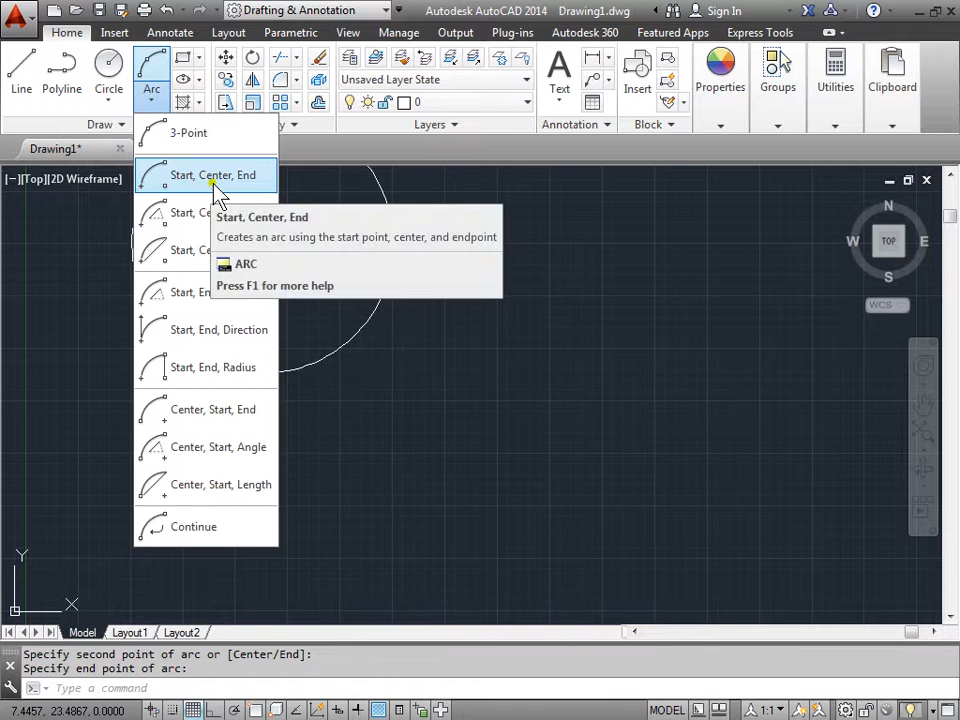 Drafting & Annotation
Autodesk AutoCAD 2014 Drawing1.dwg
Sign In
Home Insert Annotate Layout Parametric View Manage Output Plug-ins Autodesk 360 Featured Apps Express Tools
Line Polyline Circle Arc
Unsaved Layer State
0
Text
Insert
Properties
Groups
Utilities
Clipboard
Draw
Layers
Annotation
Block
Drawing1*
3-Point
[−][Top][2D Wireframe]
Start, Center, End
Start, Ce
Start, Ce
Start, En
Start, End, Direction
Start, End, Radius
Center, Start, End
Center, Start, Angle
Center, Start, Length
Continue
Start, Center, End
Creates an arc using the start point, center, and endpoint
ARC
Press F1 for more help
N
W TOP E
S
WCS
Y
X
Model Layout1 Layout2
Specify second point of arc or [Center/End]:
Specify end point of arc:
Type a command
7.4457, 23.4867, 0.0000
MODEL
1:1